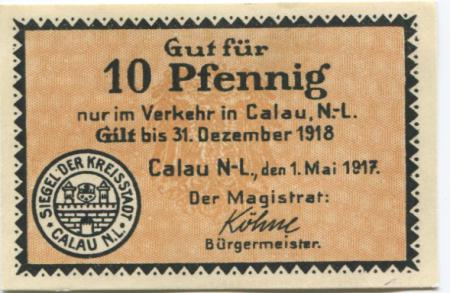 Gut für
10 Pfennig
nur im Verkehr in Calau, N.-L.
Gilt bis 31. Dezember 1918
Calau N-L., den 1. Mai 1917.
Der Magistrat:
Köhne
Bürgermeister.
SIEGEL DER KREISSTADT
CALAU N.L.